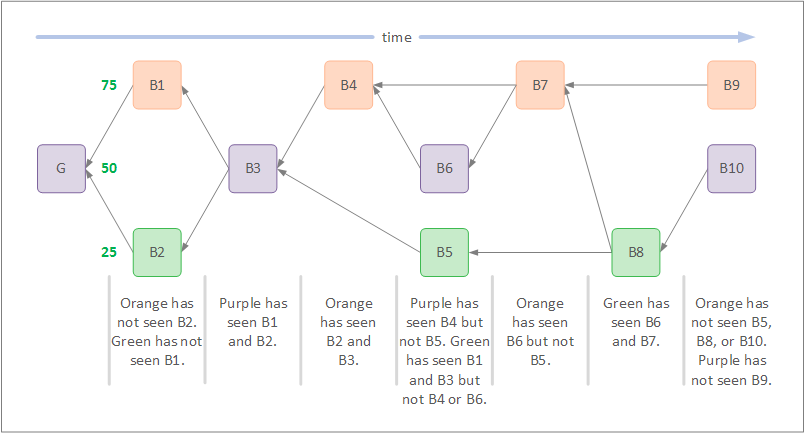 time
75
B1
B4
B7
B9
G
50
B3
B6
B10
25
B2
B5
B8
Orange has
not seen B2.
Green has not
seen B1.
Purple has
seen B1
and B2.
Orange
has seen
B2 and
B3.
Purple has
seen B4 but
not B5. Green
has seen B1
and B3 but
not B4 or B6.
Orange
has seen
B6 but not
B5.
Green has
seen B6
and B7.
Orange has
not seen B5,
B8, or B10.
Purple has
not seen B9.